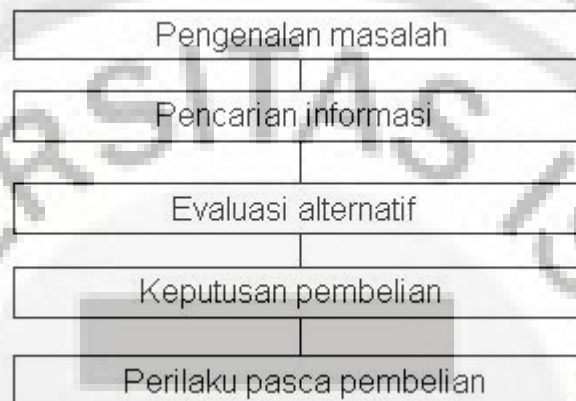 Pengenalan masalah
Pencarian informasi
Evaluasi alternatif
Keputusan pembelian
Perilaku pasca pembelian